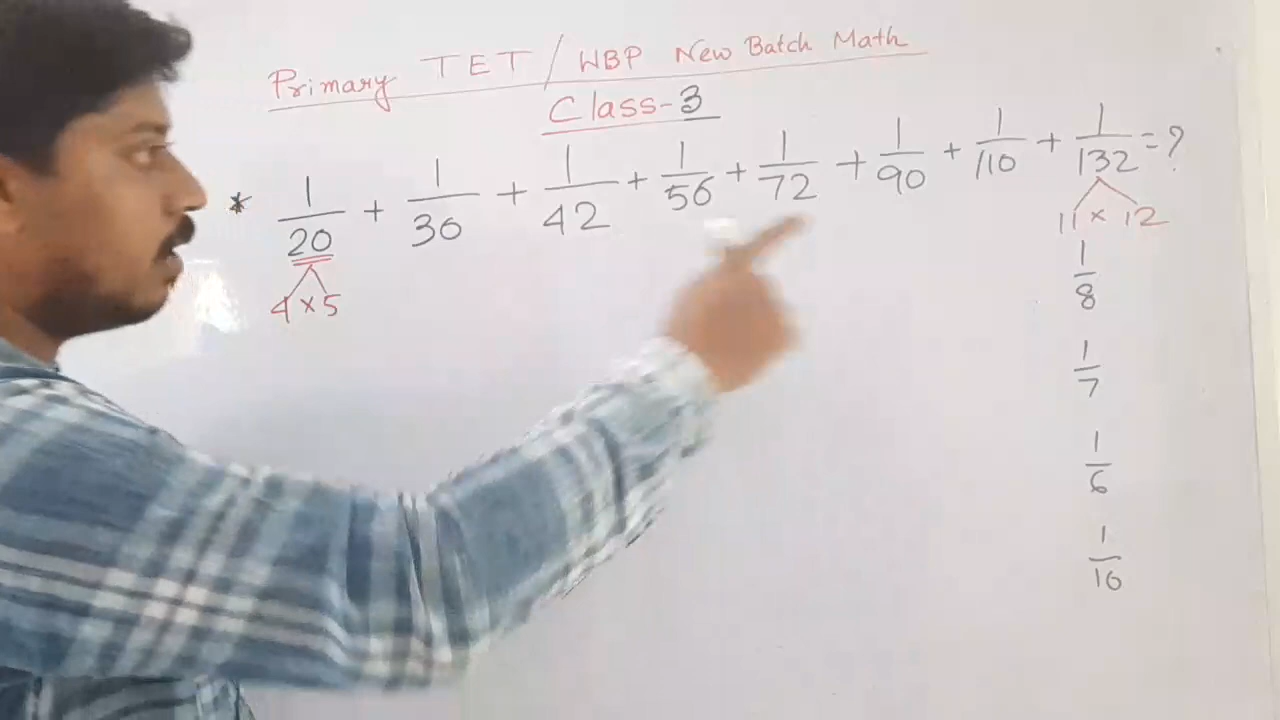 Primary TET / WBP New Batch Math
Class-3
* 1/20 + 1/30 + 1/42 + 1/56 + 1/72 + 1/90 + 1/110 + 1/132 = ?
4 × 5
11 × 12
1/8
1/7
1/6
1/16